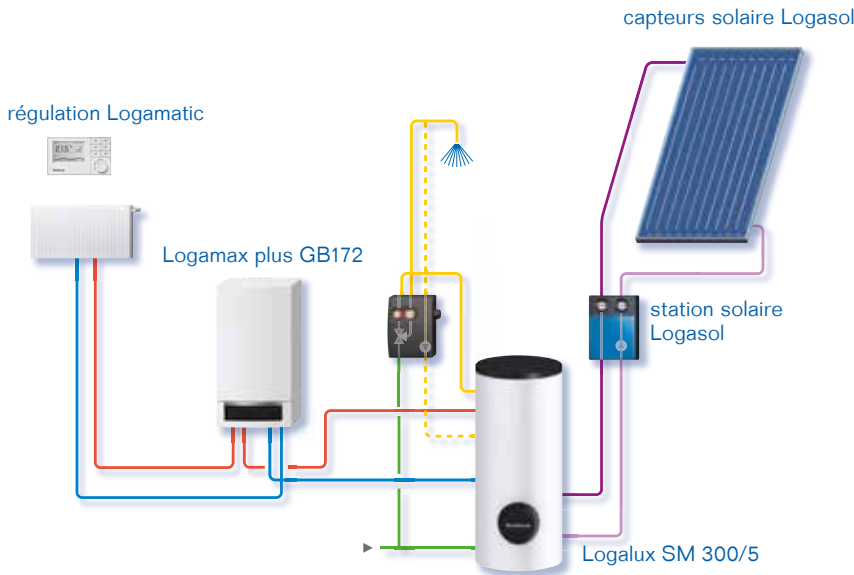 capteurs solaire Logasol
régulation Logamatic
Logamax plus GB172
station solaire
Logasol
Logalux SM 300/5